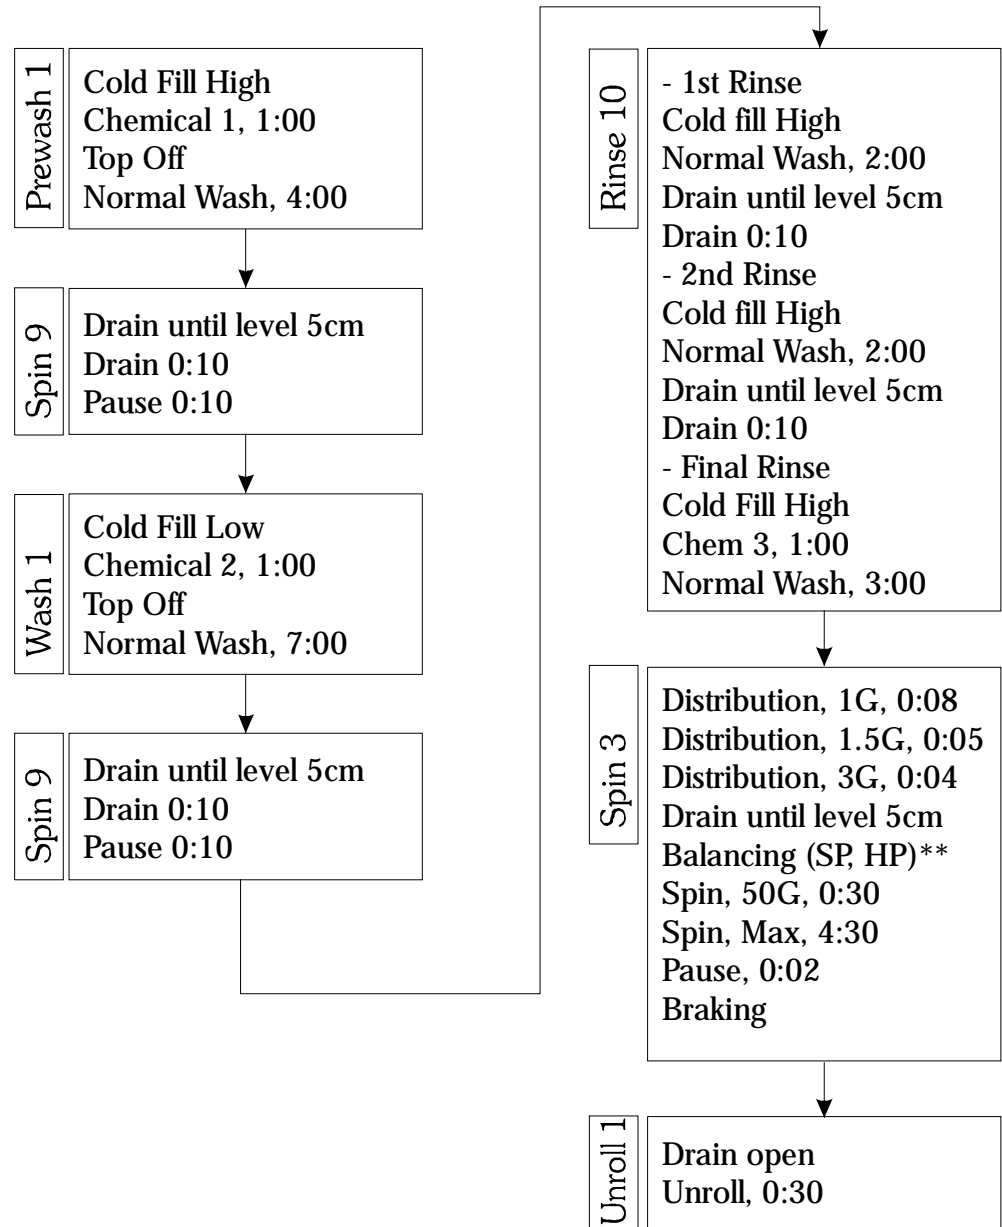 Prewash 1
Cold Fill High
Chemical 1, 1:00
Top Off
Normal Wash, 4:00
Spin 9
Drain until level 5cm
Drain 0:10
Pause 0:10
Wash 1
Cold Fill Low
Chemical 2, 1:00
Top Off
Normal Wash, 7:00
Spin 9
Drain until level 5cm
Drain 0:10
Pause 0:10
Rinse 10
- 1st Rinse
Cold fill High
Normal Wash, 2:00
Drain until level 5cm
Drain 0:10
- 2nd Rinse
Cold fill High
Normal Wash, 2:00
Drain until level 5cm
Drain 0:10
- Final Rinse
Cold Fill High
Chem 3, 1:00
Normal Wash, 3:00
Spin 3
Distribution, 1G, 0:08
Distribution, 1.5G, 0:05
Distribution, 3G, 0:04
Drain until level 5cm
Balancing (SP, HP)**
Spin, 50G, 0:30
Spin, Max, 4:30
Pause, 0:02
Braking
Unroll 1
Drain open
Unroll, 0:30